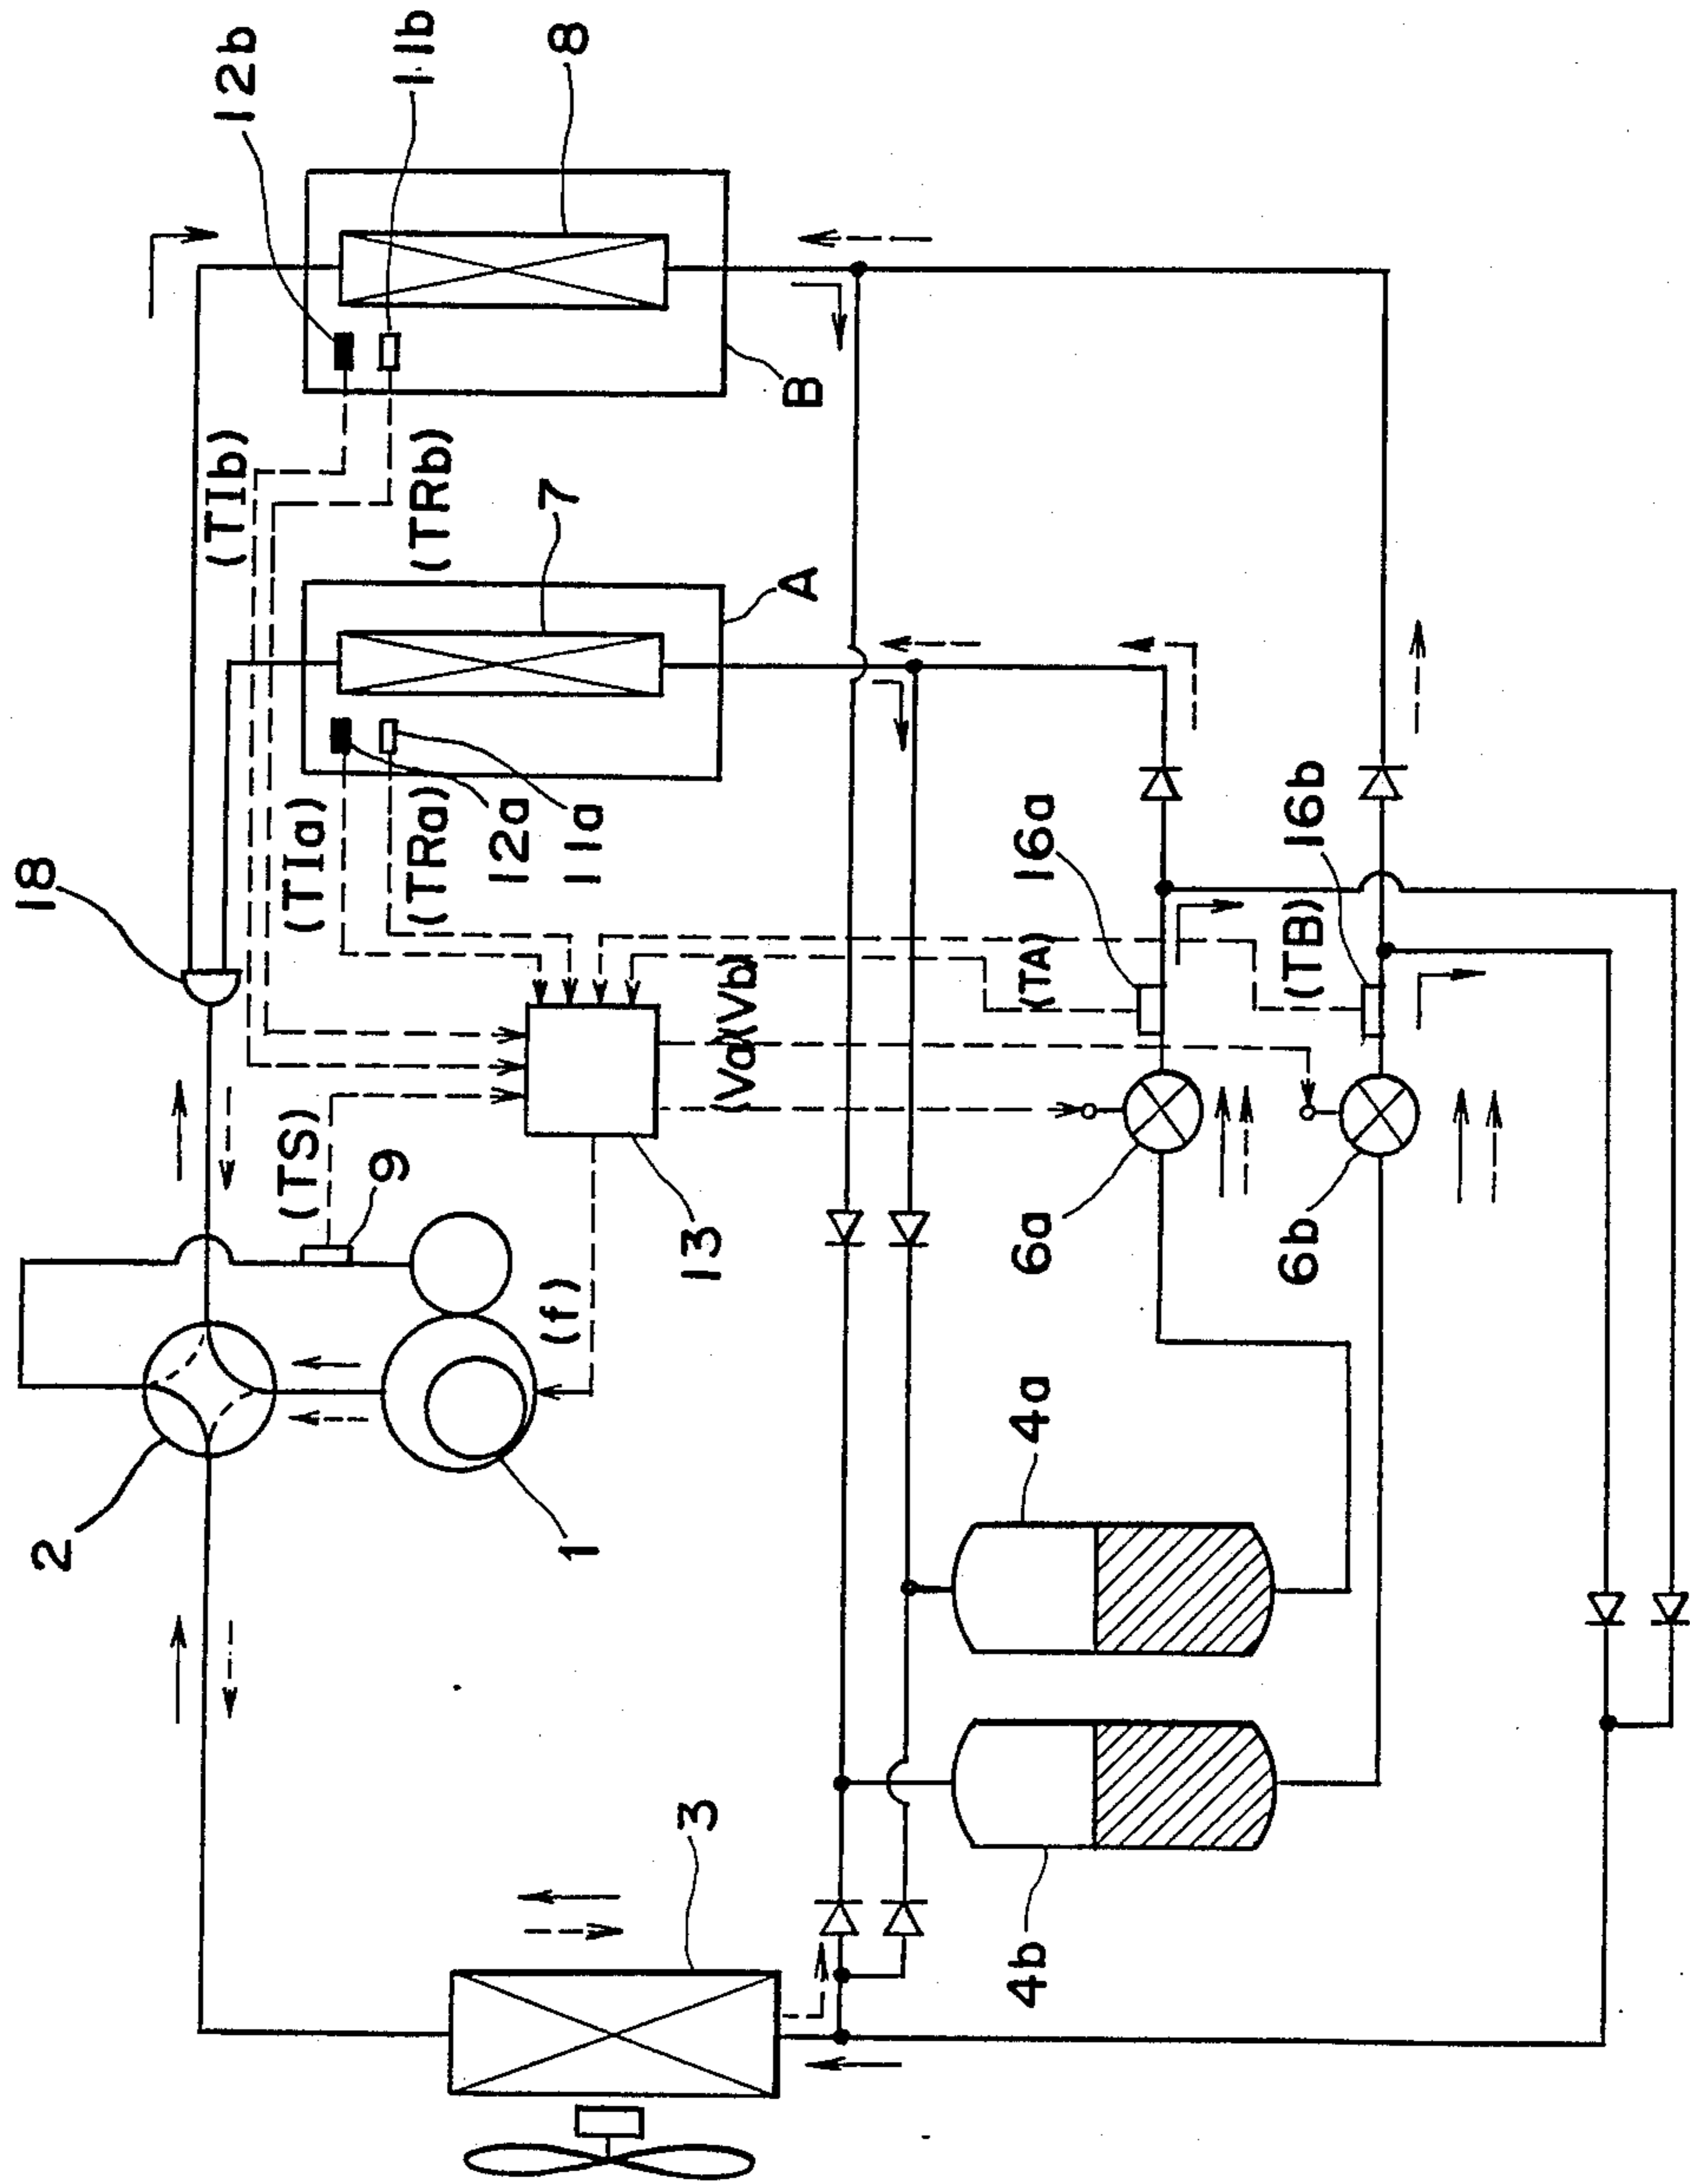 12b
11b
8
(TIb)
(TRb)
7
B
A
18
(TIa)
(TRa)
12a
11a
16a
16b
(TA)
(TB)
(Va)
(Vb)
(TS)
9
13
(f)
6a
6b
2
1
4a
3
4b